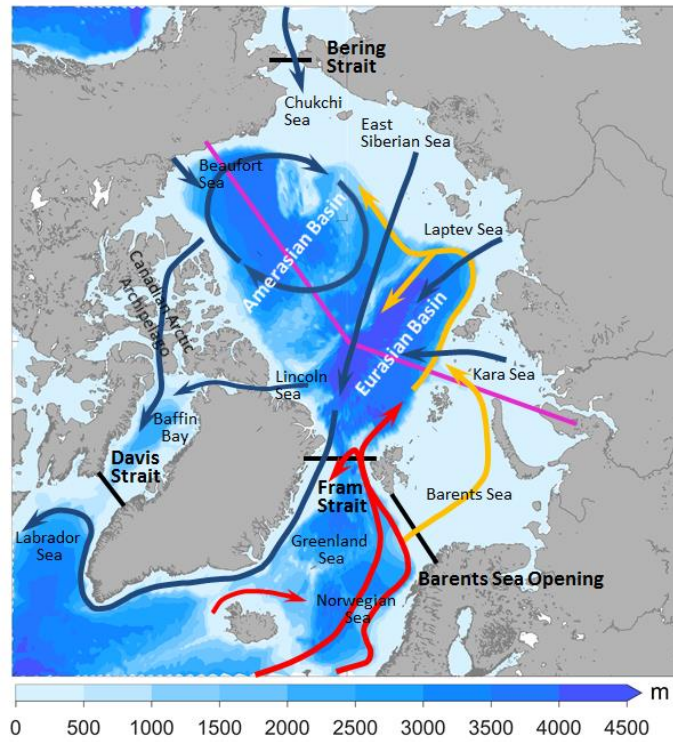 Bering
Strait
Chukchi
Sea
East
Siberian Sea
Beaufort
Sea
Laptev Sea
Amerasian Basin
Canadian Arctic
Archipelago
Eurasian Basin
Kara Sea
Lincoln
Sea
Baffin
Bay
Davis
Strait
Fram
Strait
Barents Sea
Labrador
Sea
Greenland
Sea
Barents Sea Opening
Norwegian
Sea
m
0 500 1000 1500 2000 2500 3000 3500 4000 4500